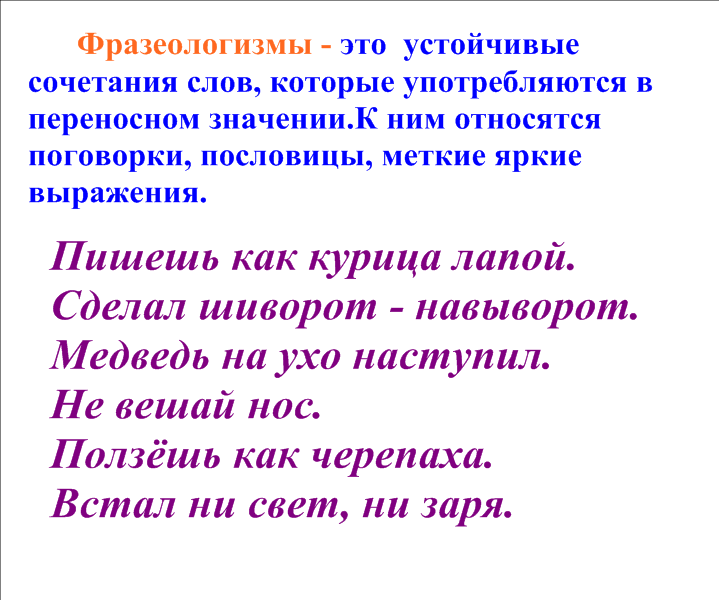 Фразеологизмы - это устойчивые
сочетания слов, которые употребляются в
переносном значении.К ним относятся
поговорки, пословицы, меткие яркие
выражения.
Пишешь как курица лапой.
Сделал шиворот - навыворот.
Медведь на ухо наступил.
Не вешай нос.
Ползёшь как черепаха.
Встал ни свет, ни заря.